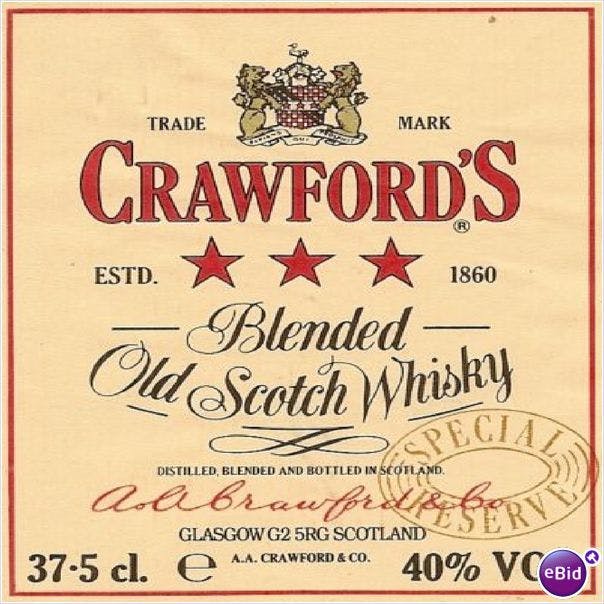 TRADE MARK
CRAWFORD'S
®
ESTD. ★ ★ ★ 1860
Blended
Old Scotch Whisky
SPECIAL
RESERVE
DISTILLED, BLENDED AND BOTTLED IN SCOTLAND.
A & A Crawford & Co
GLASGOW G2 5RG SCOTLAND
37·5 cl. e A.A. CRAWFORD & CO. 40% VO
eBid